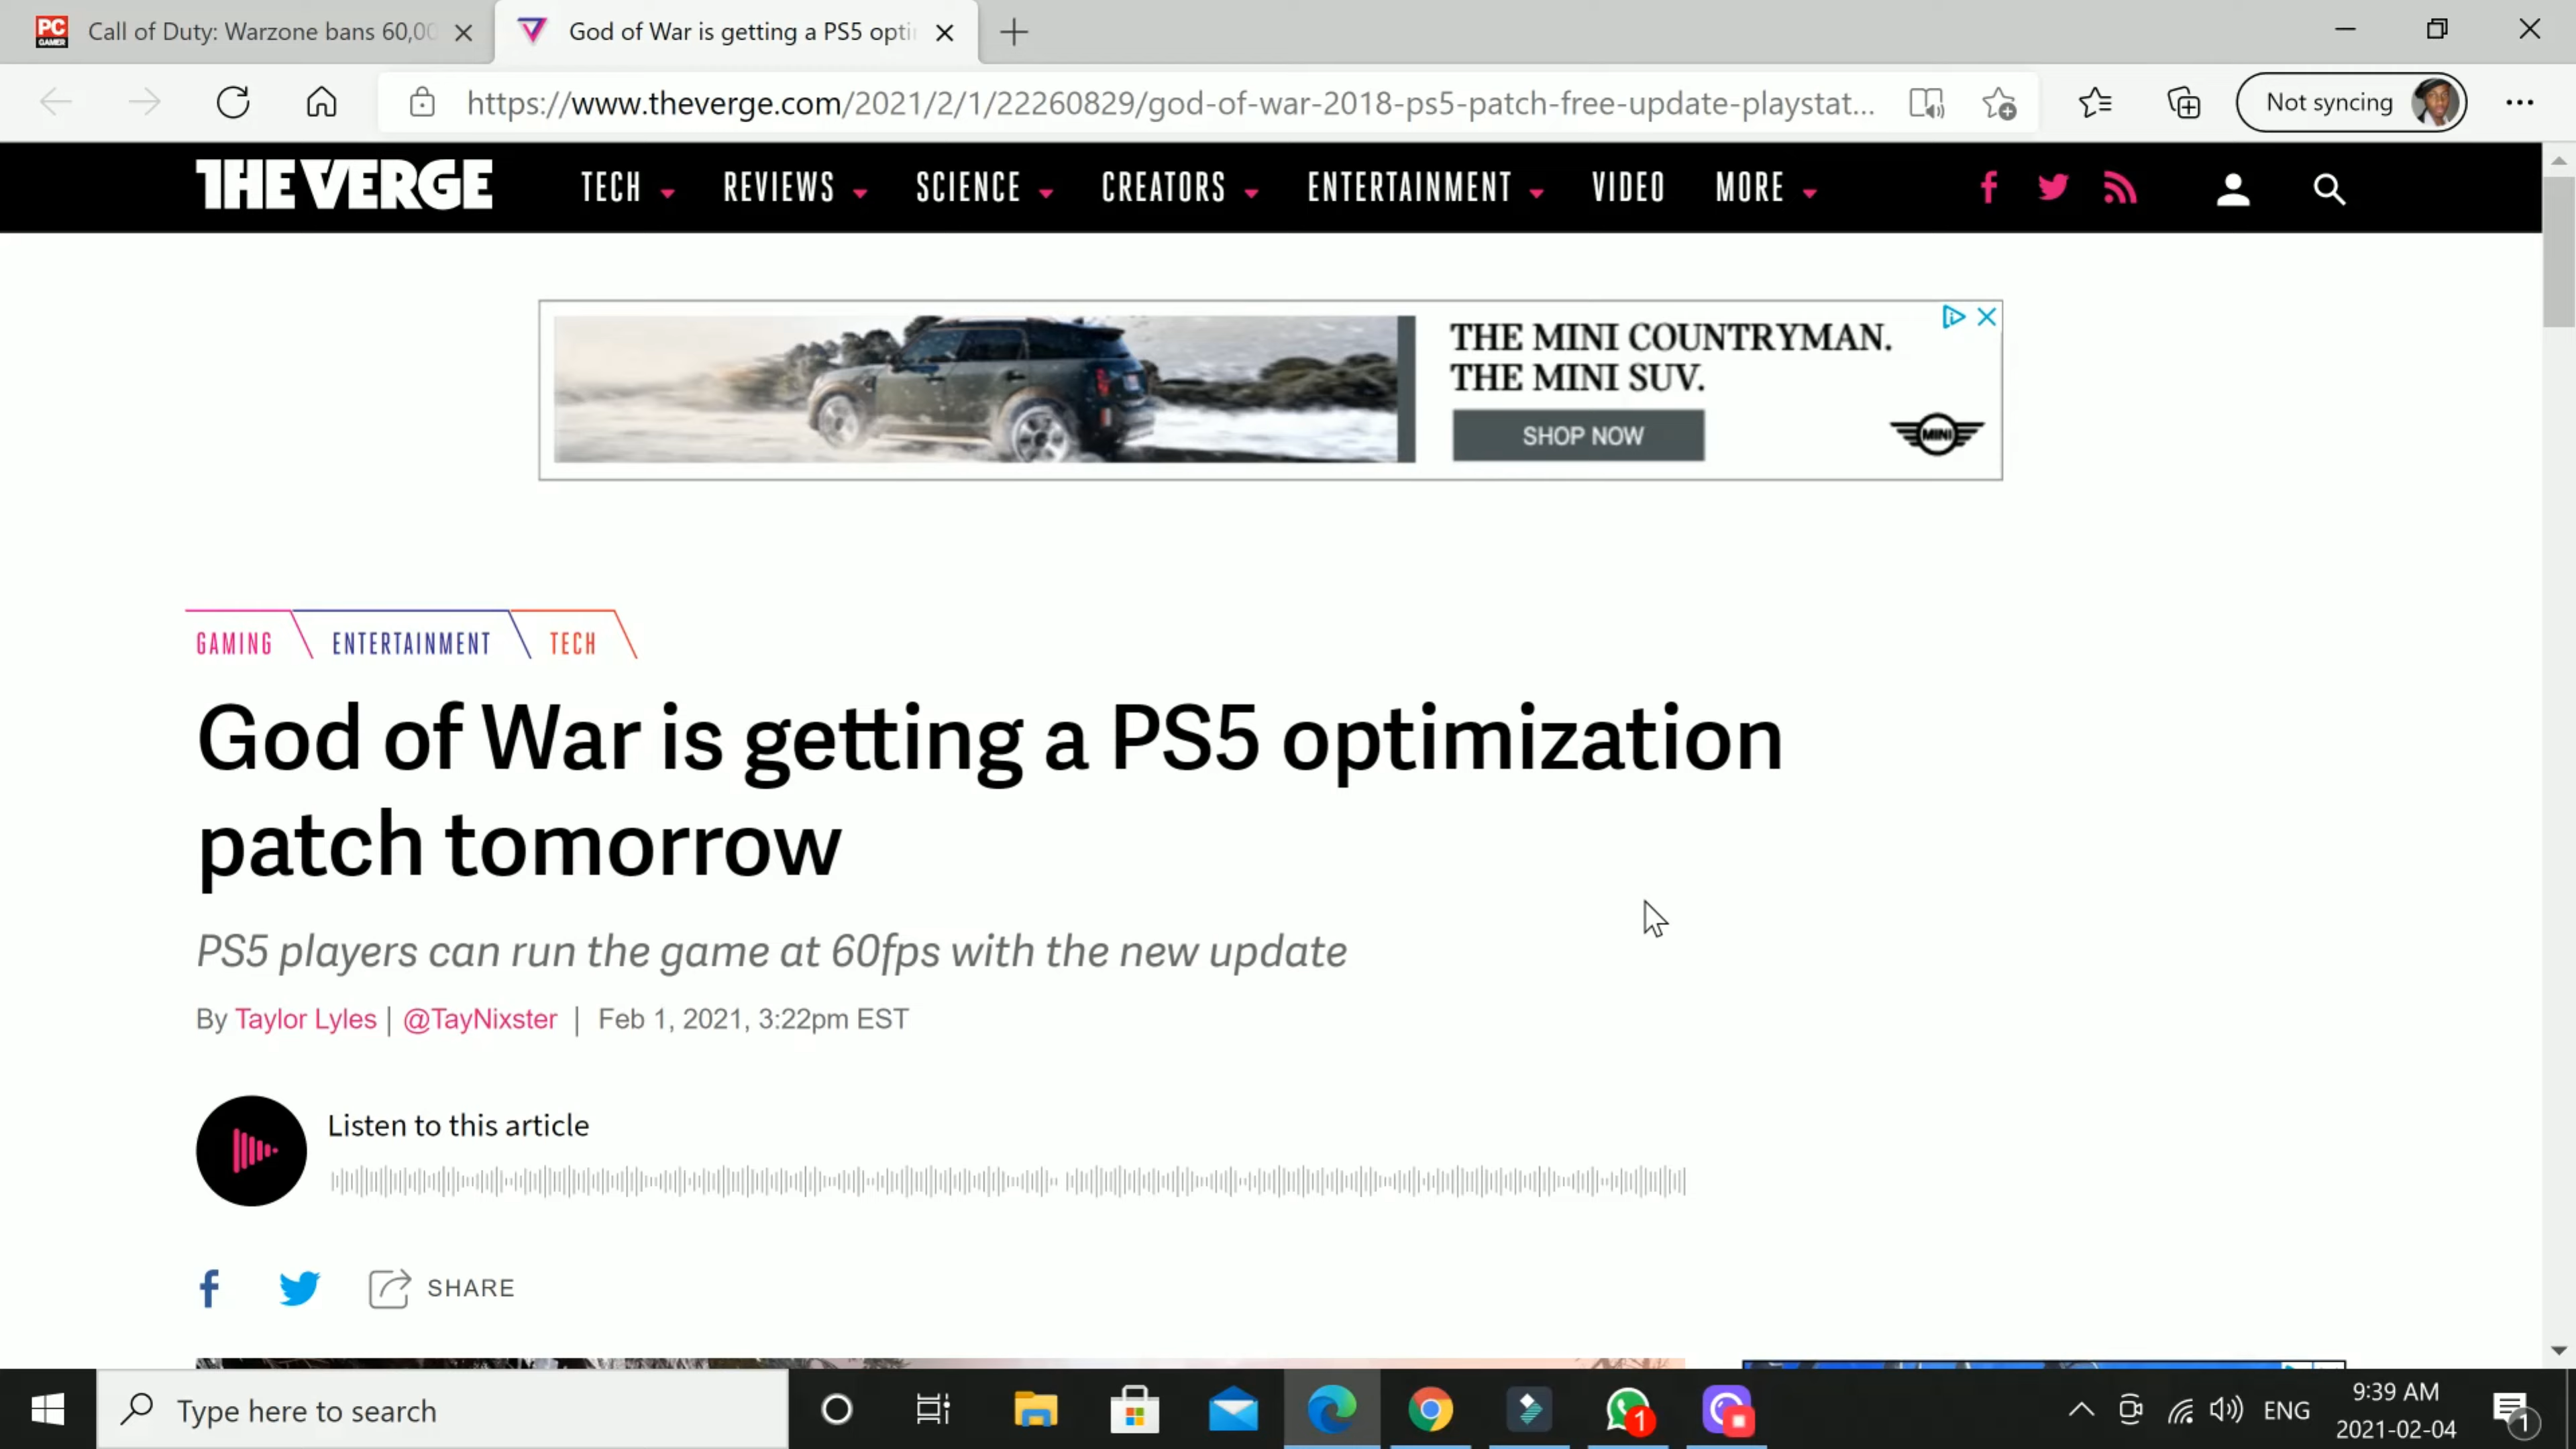 PC GAMER
Call of Duty: Warzone bans 60,00
God of War is getting a PS5 opti
https://www.theverge.com/2021/2/1/22260829/god-of-war-2018-ps5-patch-free-update-playstat...
Not syncing
THE VERGE
TECH
REVIEWS
SCIENCE
CREATORS
ENTERTAINMENT
VIDEO
MORE
THE MINI COUNTRYMAN.
THE MINI SUV.
SHOP NOW
MINI
GAMING
ENTERTAINMENT
TECH
God of War is getting a PS5 optimization
patch tomorrow
PS5 players can run the game at 60fps with the new update
By Taylor Lyles | @TayNixster | Feb 1, 2021, 3:22pm EST
Listen to this article
SHARE
Type here to search
1
ENG
9:39 AM
2021-02-04
1